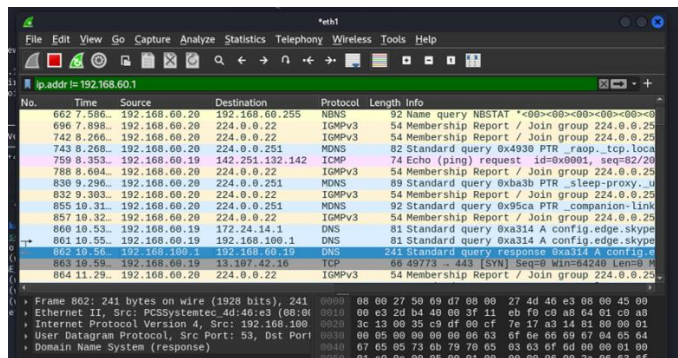 *eth1
File Edit View Go Capture Analyze Statistics Telephony Wireless Tools Help
ip.addr != 192.168.60.1
No. Time Source Destination Protocol Length Info
662 7.586… 192.168.60.20 192.168.60.255 NBNS 92 Name query NBSTAT *<00><00><00><00><00><0
696 7.898… 192.168.60.20 224.0.0.22 IGMPv3 54 Membership Report / Join group 224.0.0.25
742 8.266… 192.168.60.20 224.0.0.22 IGMPv3 54 Membership Report / Join group 224.0.0.25
743 8.268… 192.168.60.20 224.0.0.251 MDNS 82 Standard query 0x4930 PTR _raop._tcp.loca
759 8.353… 192.168.60.19 142.251.132.142 ICMP 74 Echo (ping) request id=0x0001, seq=82/20
788 8.604… 192.168.60.20 224.0.0.22 IGMPv3 54 Membership Report / Join group 224.0.0.25
830 9.296… 192.168.60.20 224.0.0.251 MDNS 89 Standard query 0xba3b PTR _sleep-proxy._u
832 9.303… 192.168.60.20 224.0.0.22 IGMPv3 54 Membership Report / Join group 224.0.0.25
855 10.31… 192.168.60.20 224.0.0.251 MDNS 92 Standard query 0x95ca PTR _companion-link
857 10.32… 192.168.60.20 224.0.0.22 IGMPv3 54 Membership Report / Join group 224.0.0.25
860 10.53… 192.168.60.19 172.24.14.1 DNS 81 Standard query 0xa314 A config.edge.skype
861 10.55… 192.168.60.19 192.168.100.1 DNS 81 Standard query 0xa314 A config.edge.skype
862 10.56… 192.168.100.1 192.168.60.19 DNS 241 Standard query response 0xa314 A config.e
863 10.59… 192.168.60.19 13.107.42.16 TCP 66 49773 → 443 [SYN] Seq=0 Win=64240 Len=0 M
864 11.29… 192.168.60.20 224.0.0.22 IGMPv3 54 Membership Report / Join group 224.0.0.25
Frame 862: 241 bytes on wire (1928 bits), 241 0000 08 00 27 50 69 d7 08 00 27 4d 46 e3 08 00 45 00
Ethernet II, Src: PCSSystemtec_4d:46:e3 (08:00 0010 00 e3 2d b4 40 00 3f 11 eb f0 c0 a8 64 01 c0 a8
Internet Protocol Version 4, Src: 192.168.100. 0020 3c 13 00 35 c9 df 00 cf 7e 17 a3 14 81 80 00 01
User Datagram Protocol, Src Port: 53, Dst Port 0030 00 05 00 00 00 00 06 63 6f 6e 66 69 67 04 65 64
Domain Name System (response) 0040 67 65 05 73 6b 79 70 65 03 63 6f 6d 00 00 01 00